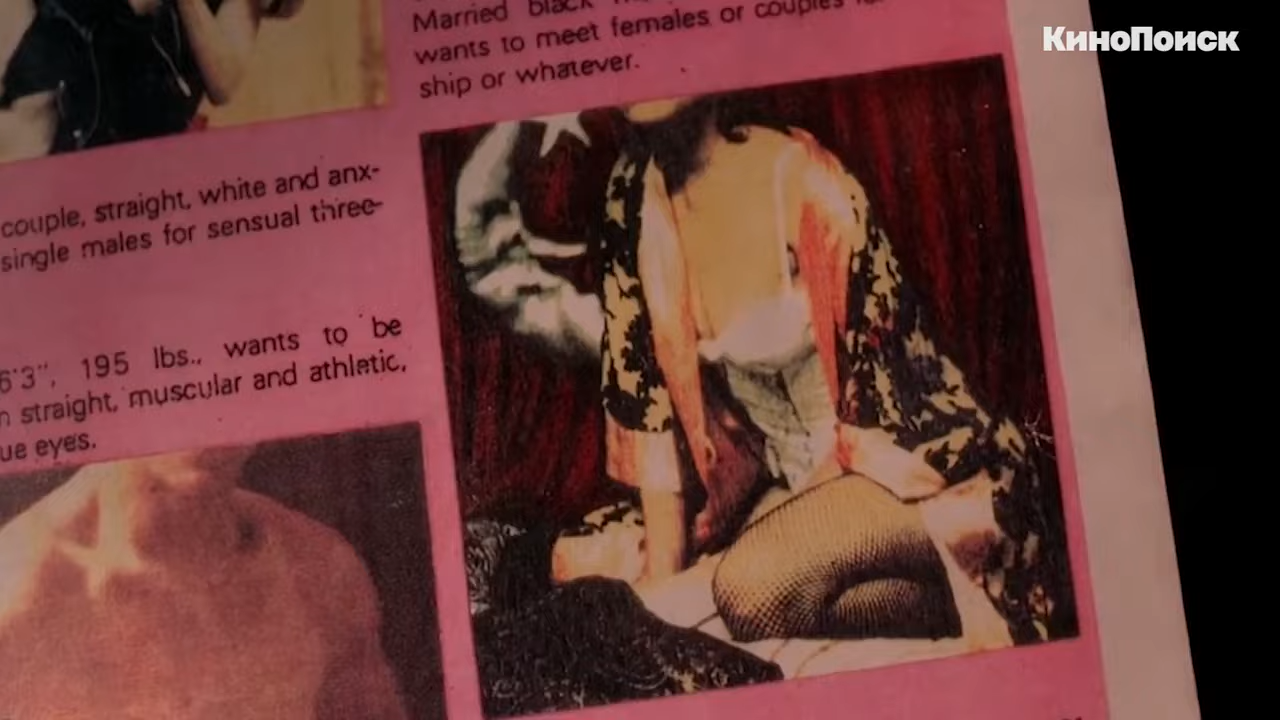 КиноПоиск
Married black
wants to meet females or couples
ship or whatever.
couple, straight, white and anx-
single males for sensual three-
6'3", 195 lbs., wants to be
straight, muscular and athletic,
ue eyes.